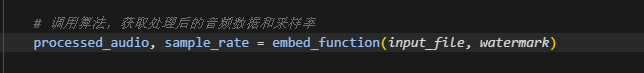 # 调用算法，获取处理后的音频数据和采样率
processed_audio, sample_rate = embed_function(input_file, watermark)